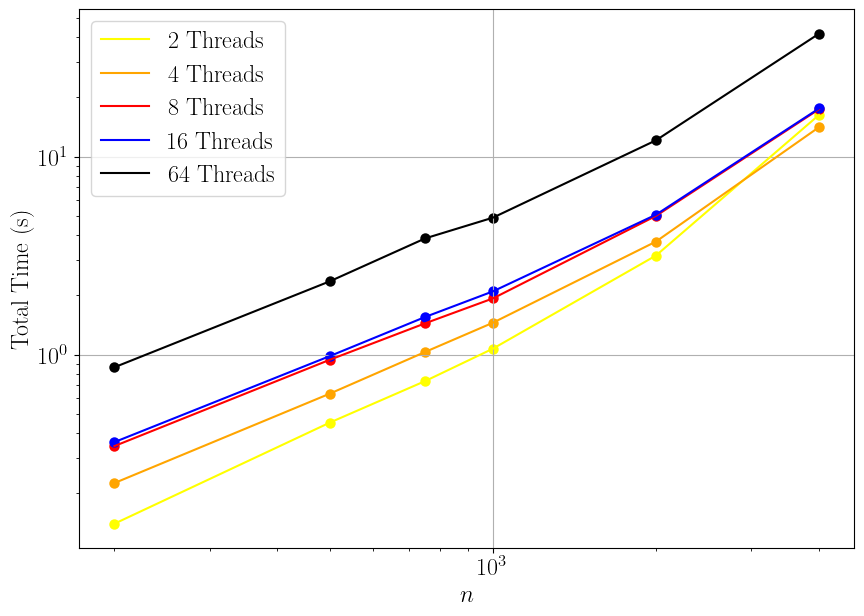 2 Threads
4 Threads
8 Threads
16 Threads
64 Threads
10^1
10^0
Total Time (s)
10^3
n